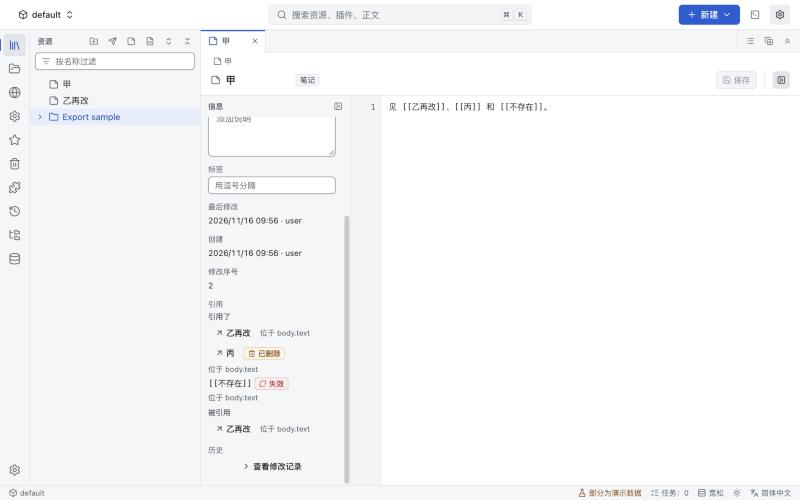 default
搜索资源、插件、正文
⌘ K
新建
资源
按名称过滤
甲
乙再改
Export sample
甲
甲
甲
笔记
保存
信息
添加说明
标签
用逗号分隔
最后修改
2026/11/16 09:56 · user
创建
2026/11/16 09:56 · user
修改序号
2
引用
引用了
乙再改 位于 body.text
丙 已删除
位于 body.text
[[不存在]] 失效
位于 body.text
被引用
乙再改 位于 body.text
历史
查看修改记录
1 见 [[乙再改]]、[[丙]] 和 [[不存在]]。
default
部分为演示数据
任务: 0
宽松
简体中文